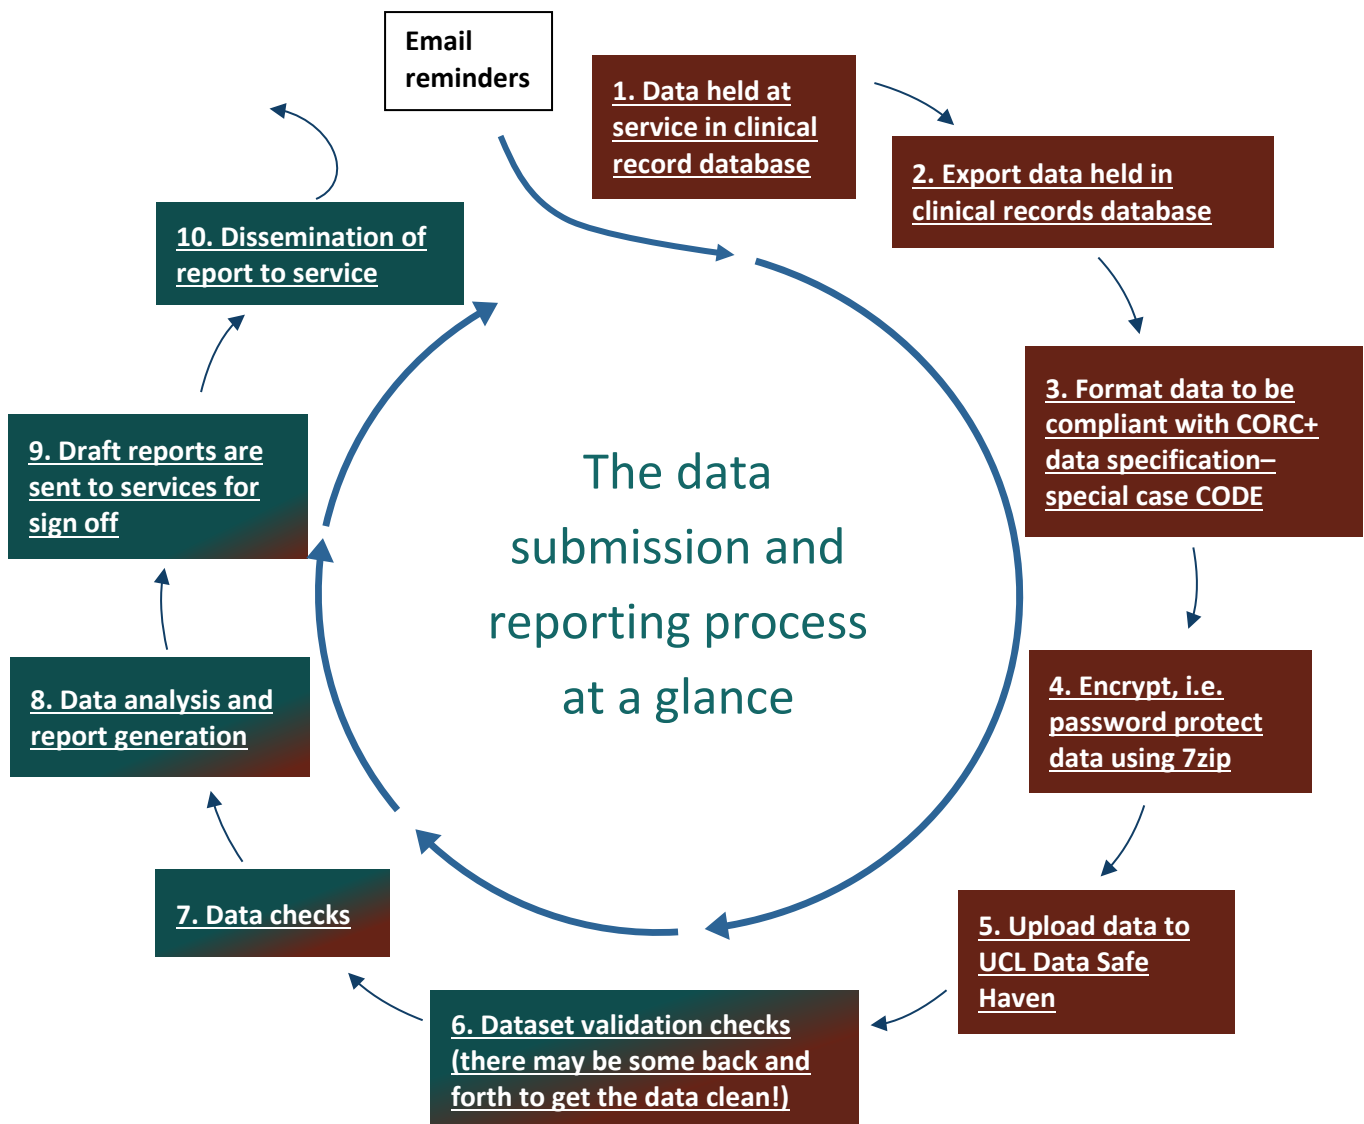 Email
reminders
1. Data held at
service in clinical
record database
2. Export data held in
clinical records database
3. Format data to be
compliant with CORC+
data specification–
special case CODE
4. Encrypt, i.e.
password protect
data using 7zip
5. Upload data to
UCL Data Safe
Haven
6. Dataset validation checks
(there may be some back and
forth to get the data clean!)
7. Data checks
8. Data analysis and
report generation
9. Draft reports are
sent to services for
sign off
10. Dissemination of
report to service
The data
submission and
reporting process
at a glance